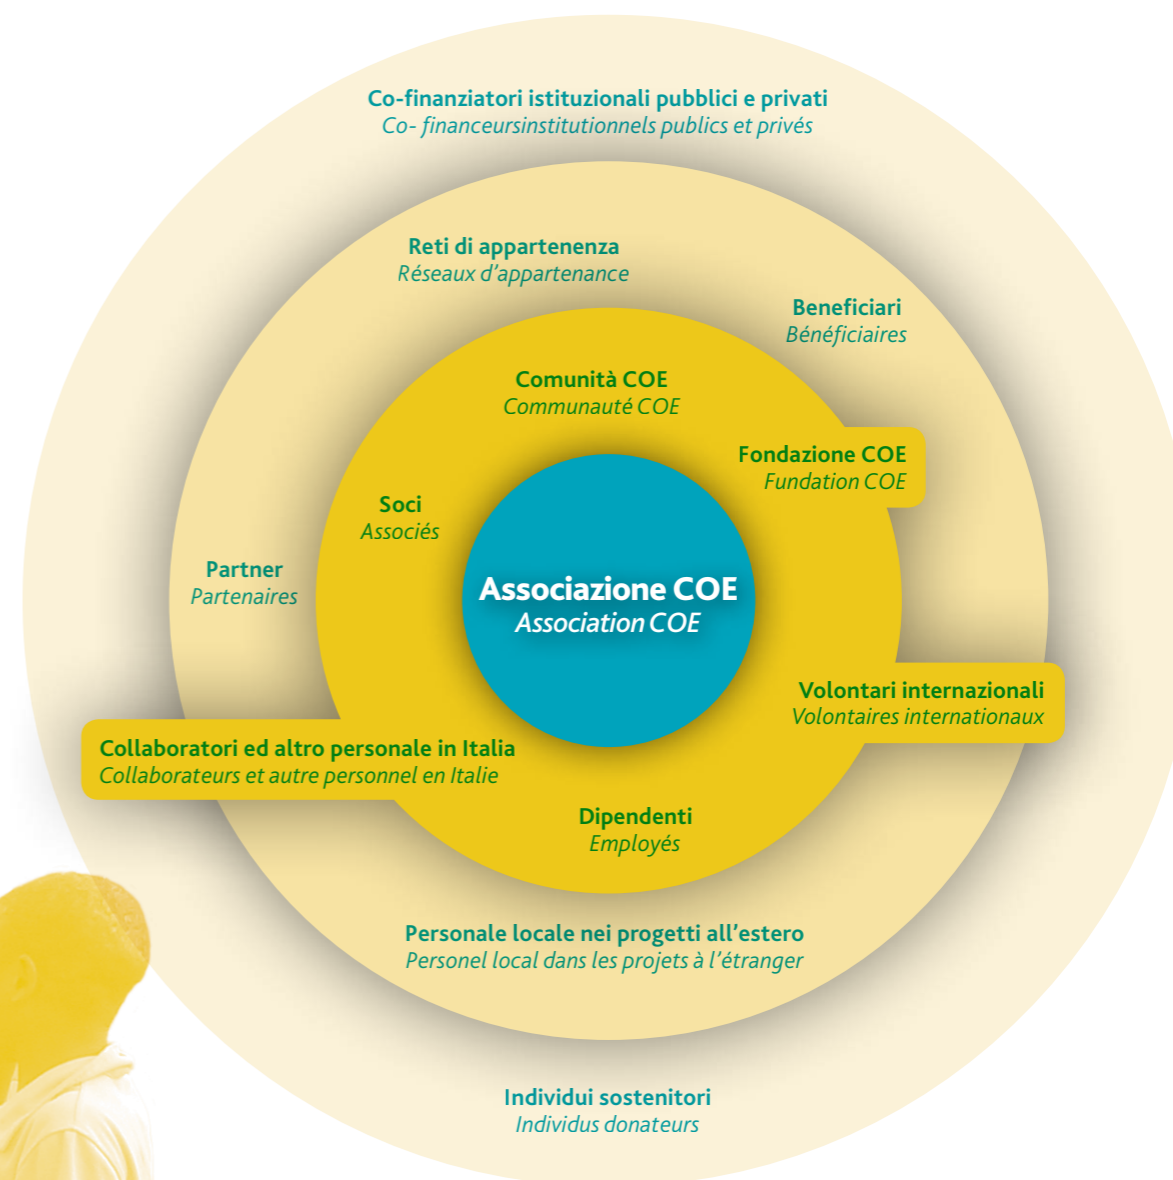 Co-finanziatori istituzionali pubblici e privati
Co- financeursinstitutionnels publics et privés
Reti di appartenenza
Réseaux d'appartenance
Beneficiari
Bénéficiaires
Comunità COE
Communauté COE
Fondazione COE
Fundation COE
Soci
Associés
Partner
Partenaires
Associazione COE
Association COE
Volontari internazionali
Volontaires internationaux
Collaboratori ed altro personale in Italia
Collaborateurs et autre personnel en Italie
Dipendenti
Employés
Personale locale nei progetti all'estero
Personel local dans les projets à l'étranger
Individui sostenitori
Individus donateurs